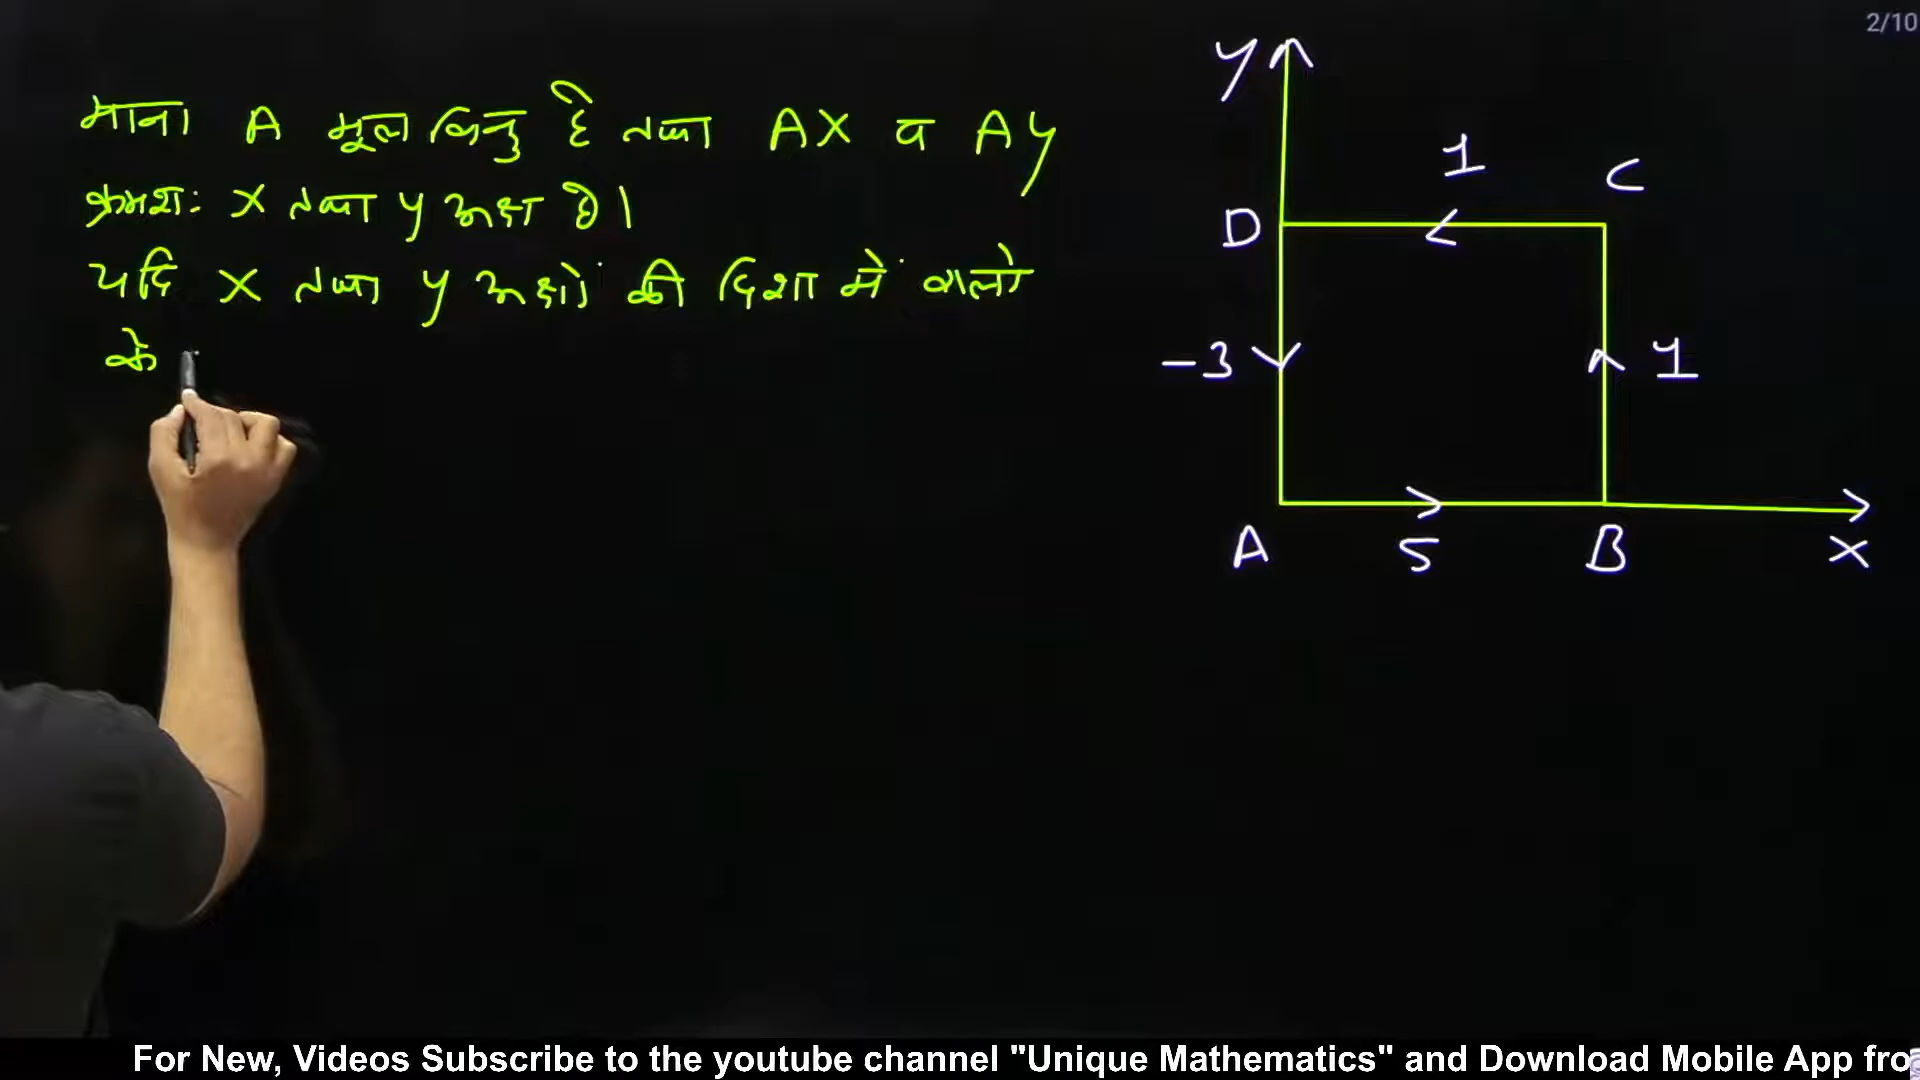 माना A मूल बिन्दु है तथा AX व AY
क्रमश: X तथा Y अक्ष है।
यदि X तथा Y अक्षों की दिशा में बलों
के
Y
1
C
D
-3
1
A
5
B
X
2/10
For New, Videos Subscribe to the youtube channel "Unique Mathematics" and Download Mobile App fro